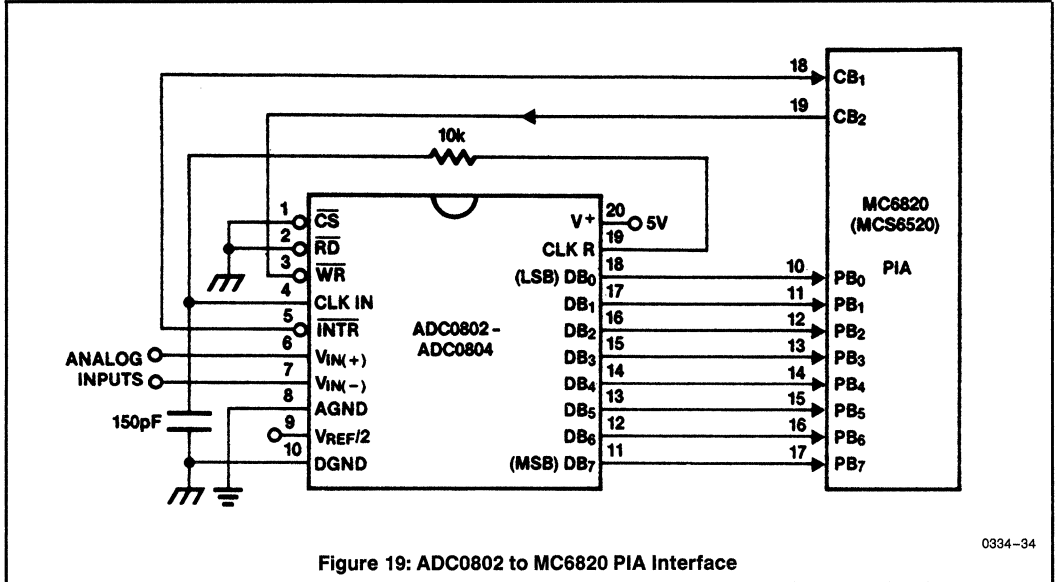 18 CB1
19 CB2
10k
MC6820
(MCS6520)
PIA
1 CS
2 RD
3 WR
4 CLK IN
5 INTR
6 VIN(+)
7 VIN(−)
8 AGND
9 VREF/2
10 DGND
ANALOG
INPUTS
150pF
ADC0802 -
ADC0804
V+ 20 5V
CLK R 19
(LSB) DB0 18 10 PB0
DB1 17 11 PB1
DB2 16 12 PB2
DB3 15 13 PB3
DB4 14 14 PB4
DB5 13 15 PB5
DB6 12 16 PB6
(MSB) DB7 11 17 PB7
0334–34
Figure 19: ADC0802 to MC6820 PIA Interface